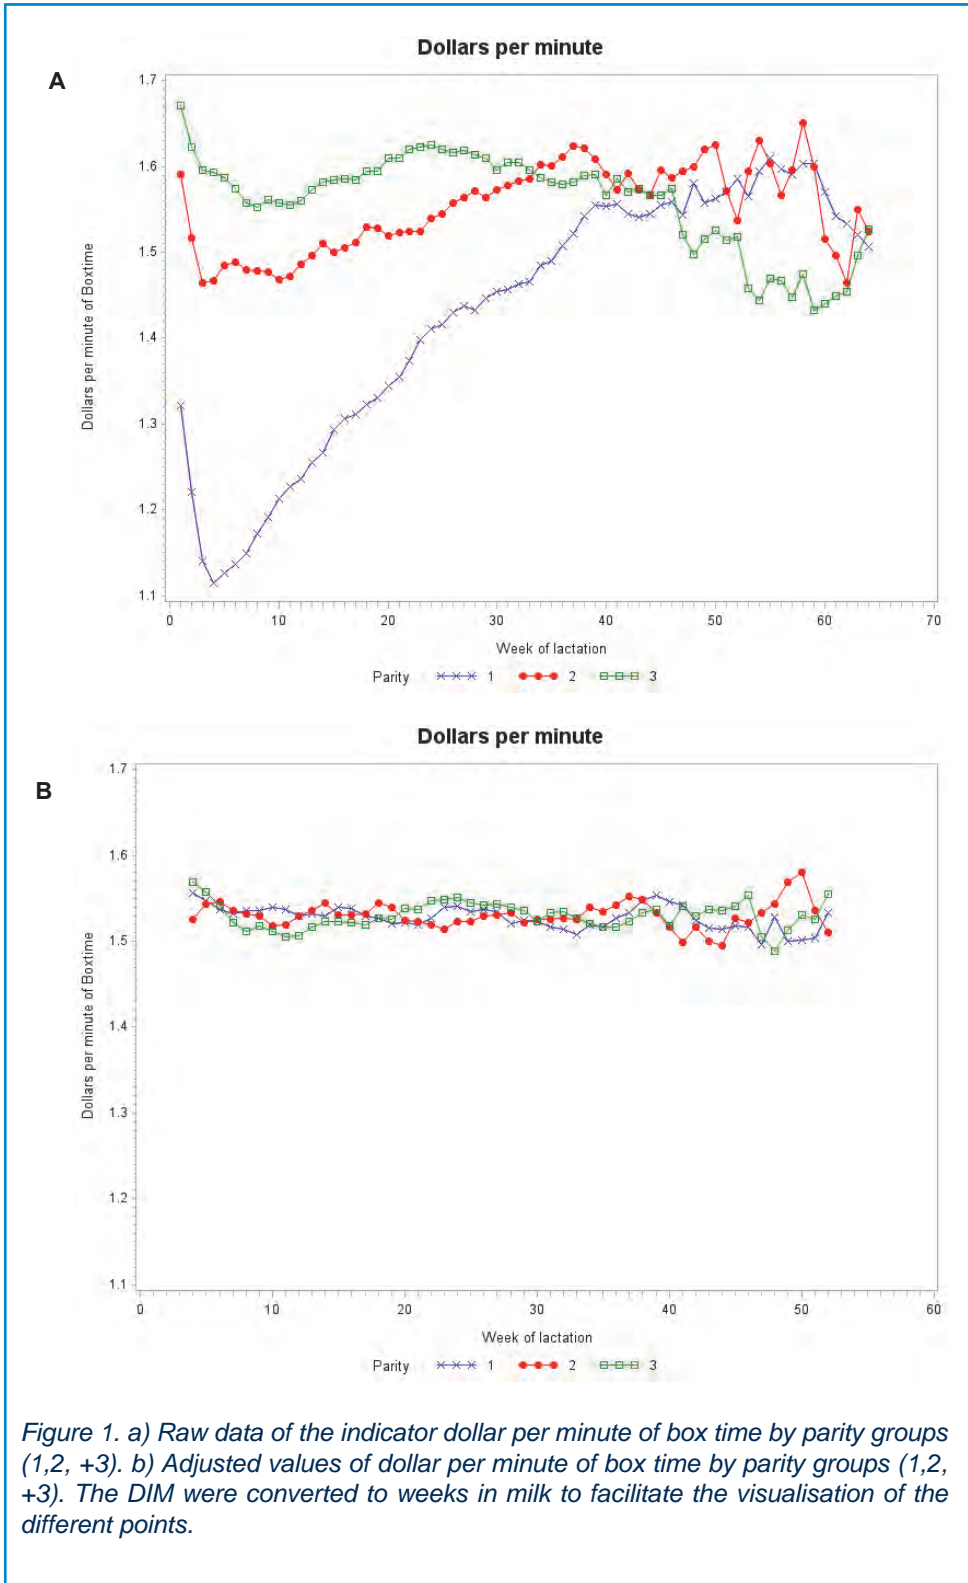 Dollars per minute
A
1.7
1.6
1.5
1.4
1.3
1.2
1.1
Dollars per minute of Boxtime
0 10 20 30 40 50 60 70
Week of lactation
Parity 1 2 3
Dollars per minute
B
1.7
1.6
1.5
1.4
1.3
1.2
1.1
Dollars per minute of Boxtime
0 10 20 30 40 50 60
Week of lactation
Parity 1 2 3
Figure 1. a) Raw data of the indicator dollar per minute of box time by parity groups
(1,2, +3). b) Adjusted values of dollar per minute of box time by parity groups (1,2,
+3). The DIM were converted to weeks in milk to facilitate the visualisation of the
different points.